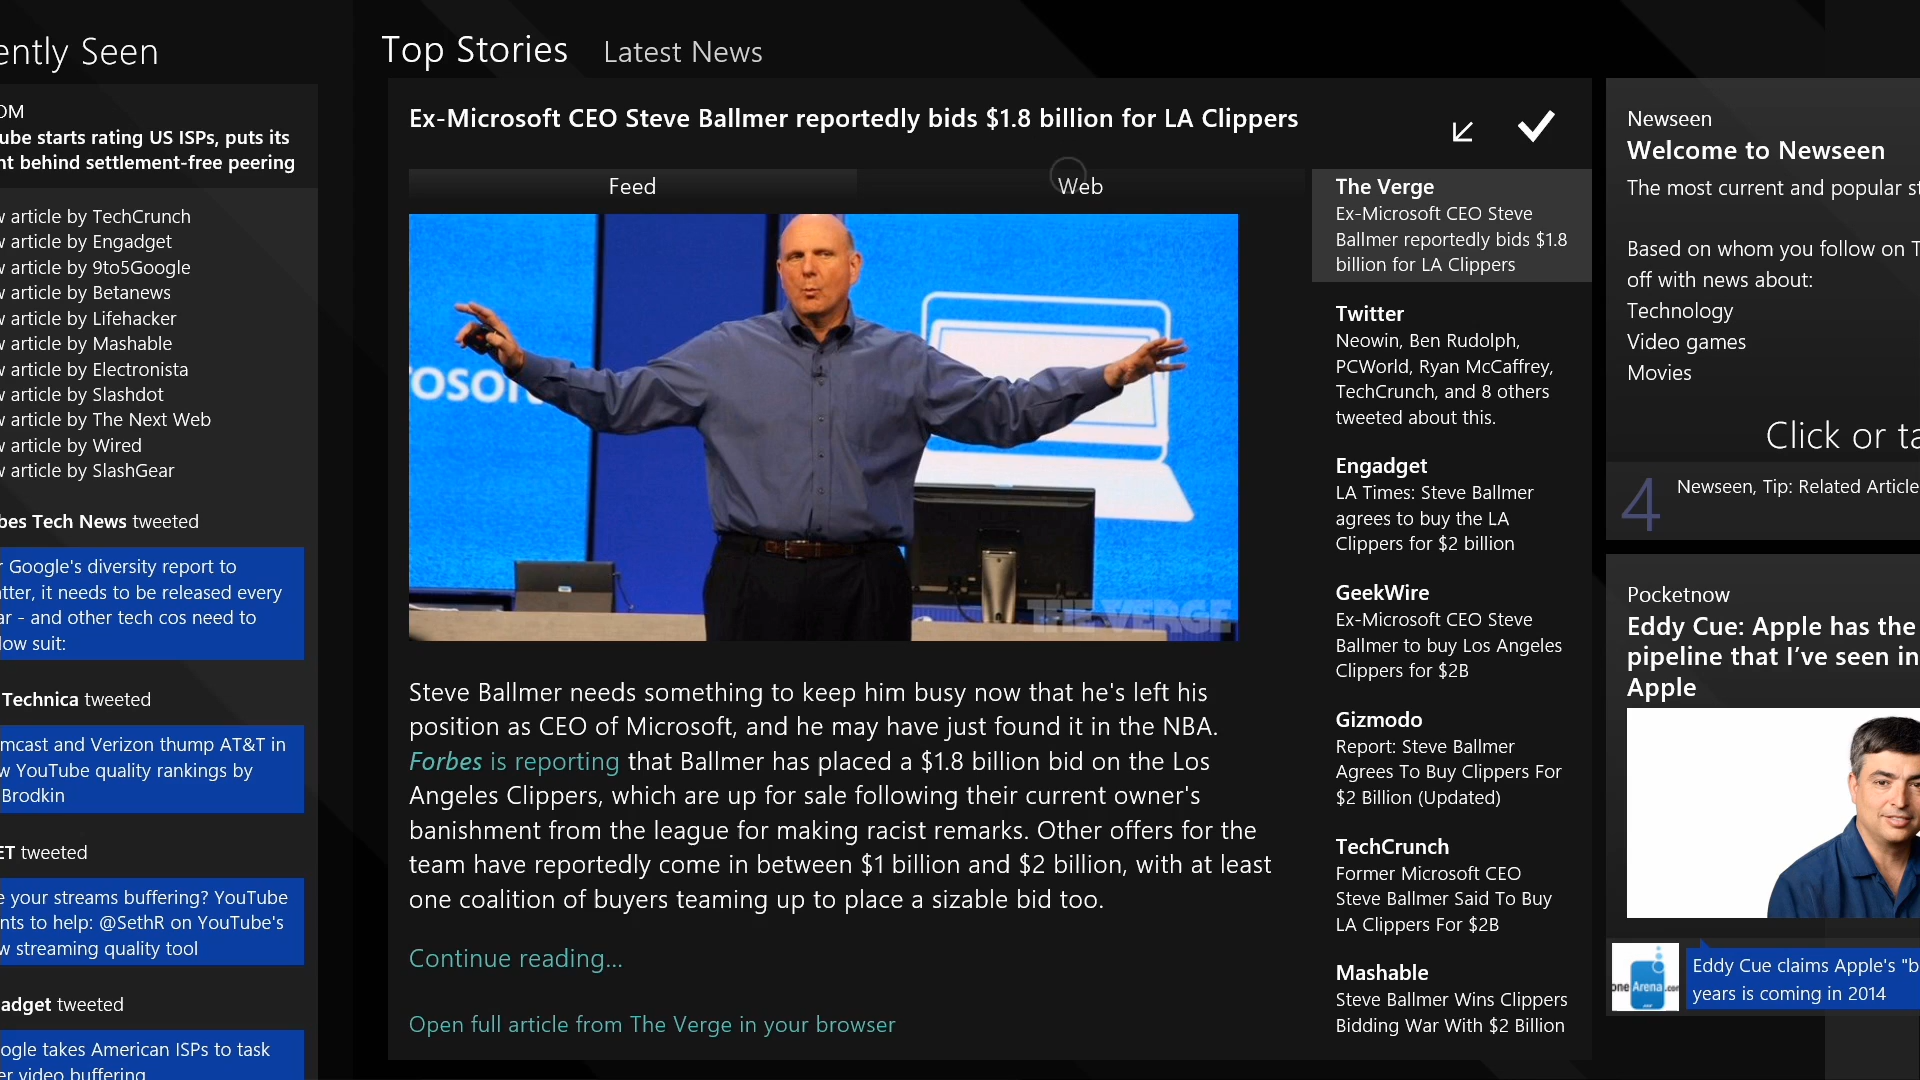 ently Seen
OM
ube starts rating US ISPs, puts its
nt behind settlement-free peering
w article by TechCrunch
w article by Engadget
w article by 9to5Google
w article by Betanews
w article by Lifehacker
w article by Mashable
w article by Electronista
w article by Slashdot
w article by The Next Web
w article by Wired
w article by SlashGear
bes Tech News tweeted
r Google's diversity report to
tter, it needs to be released every
ar - and other tech cos need to
low suit:
Technica tweeted
mcast and Verizon thump AT&T in
w YouTube quality rankings by
Brodkin
ET tweeted
e your streams buffering? YouTube
nts to help: @SethR on YouTube's
w streaming quality tool
adget tweeted
ogle takes American ISPs to task
er video buffering
Top Stories Latest News
Ex-Microsoft CEO Steve Ballmer reportedly bids $1.8 billion for LA Clippers
Feed Web
rosoft
THE VERGE
Steve Ballmer needs something to keep him busy now that he's left his
position as CEO of Microsoft, and he may have just found it in the NBA.
Forbes is reporting that Ballmer has placed a $1.8 billion bid on the Los
Angeles Clippers, which are up for sale following their current owner's
banishment from the league for making racist remarks. Other offers for the
team have reportedly come in between $1 billion and $2 billion, with at least
one coalition of buyers teaming up to place a sizable bid too.
Continue reading...
Open full article from The Verge in your browser
The Verge
Ex-Microsoft CEO Steve
Ballmer reportedly bids $1.8
billion for LA Clippers
Twitter
Neowin, Ben Rudolph,
PCWorld, Ryan McCaffrey,
TechCrunch, and 8 others
tweeted about this.
Engadget
LA Times: Steve Ballmer
agrees to buy the LA
Clippers for $2 billion
GeekWire
Ex-Microsoft CEO Steve
Ballmer to buy Los Angeles
Clippers for $2B
Gizmodo
Report: Steve Ballmer
Agrees To Buy Clippers For
$2 Billion (Updated)
TechCrunch
Former Microsoft CEO
Steve Ballmer Said To Buy
LA Clippers For $2B
Mashable
Steve Ballmer Wins Clippers
Bidding War With $2 Billion
Newseen
Welcome to Newseen
The most current and popular st
Based on whom you follow on T
off with news about:
Technology
Video games
Movies
Click or ta
4 Newseen, Tip: Related Article
Pocketnow
Eddy Cue: Apple has the
pipeline that I've seen in
Apple
one Arena.com
Eddy Cue claims Apple's "b
years is coming in 2014